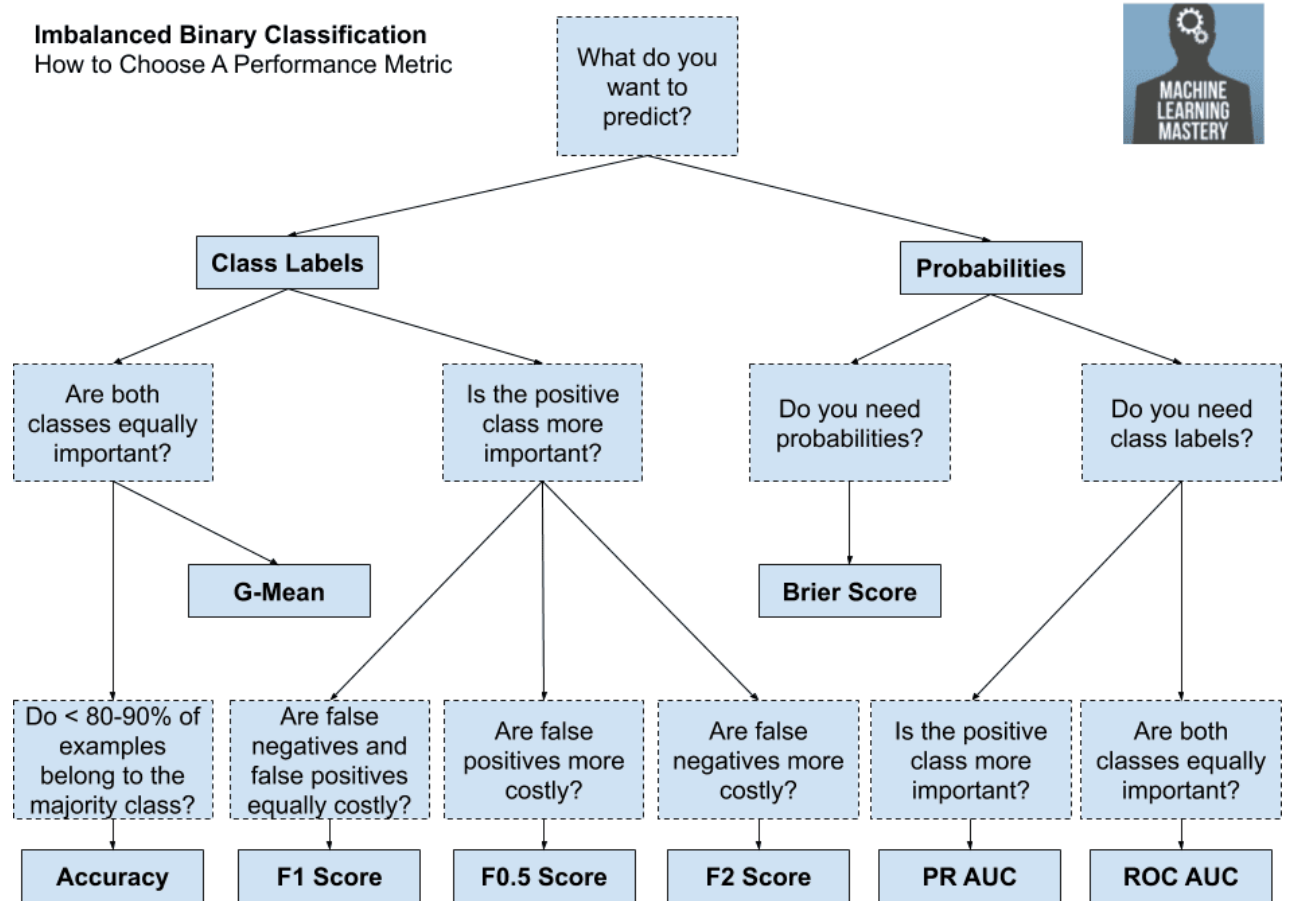 Imbalanced Binary Classification
How to Choose A Performance Metric
What do you
want to
predict?
MACHINE
LEARNING
MASTERY
Class Labels
Probabilities
Are both
classes equally
important?
Is the positive
class more
important?
Do you need
probabilities?
Do you need
class labels?
G-Mean
Brier Score
Do < 80-90% of
examples
belong to the
majority class?
Are false
negatives and
false positives
equally costly?
Are false
positives more
costly?
Are false
negatives more
costly?
Is the positive
class more
important?
Are both
classes equally
important?
Accuracy
F1 Score
F0.5 Score
F2 Score
PR AUC
ROC AUC